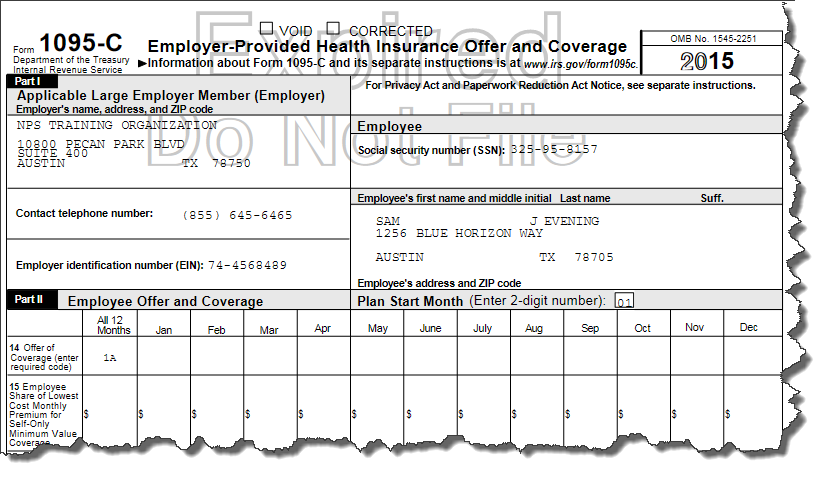 VOID CORRECTED
Form 1095-C
Department of the Treasury
Internal Revenue Service
Employer-Provided Health Insurance Offer and Coverage
▶Information about Form 1095-C and its separate instructions is at www.irs.gov/form1095c.
OMB No. 1545-2251
2015
Expired
Do Not File
Part I
Applicable Large Employer Member (Employer)
For Privacy Act and Paperwork Reduction Act Notice, see separate instructions.
Employer's name, address, and ZIP code
NPS TRAINING ORGANIZATION
10800 PECAN PARK BLVD
SUITE 400
AUSTIN TX 78750
Employee
Social security number (SSN): 325-95-8157
Employee's first name and middle initial Last name Suff.
SAM J EVENING
1256 BLUE HORIZON WAY
AUSTIN TX 78705
Employee's address and ZIP code
Contact telephone number: (855) 645-6465
Employer identification number (EIN): 74-4568489
Part II Employee Offer and Coverage Plan Start Month (Enter 2-digit number): 01
All 12 Months Jan Feb Mar Apr May June July Aug Sep Oct Nov Dec
14 Offer of
Coverage (enter
required code) 1A
15 Employee
Share of Lowest
Cost Monthly
Premium for
Self-Only
Minimum Value
Coverage
$ $ $ $ $ $ $ $ $ $ $ $ $